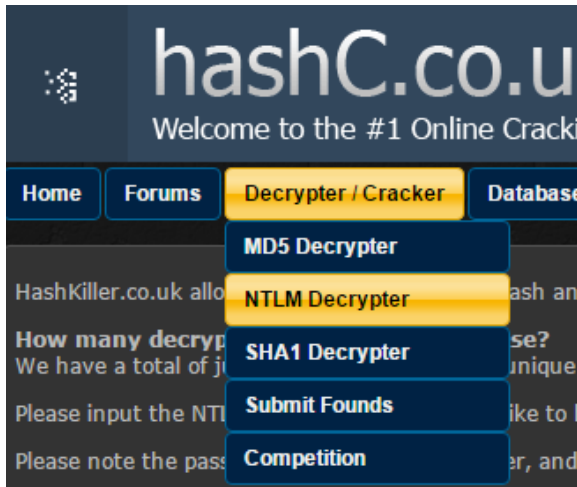 hashC.co.u
Welcome to the #1 Online Cracki
Home Forums Decrypter / Cracker Database
MD5 Decrypter
NTLM Decrypter
SHA1 Decrypter
Submit Founds
Competition
HashKiller.co.uk allo ash an
How many decryp se?
We have a total of ju unique
Please input the NTL ike to
Please note the pass er, and